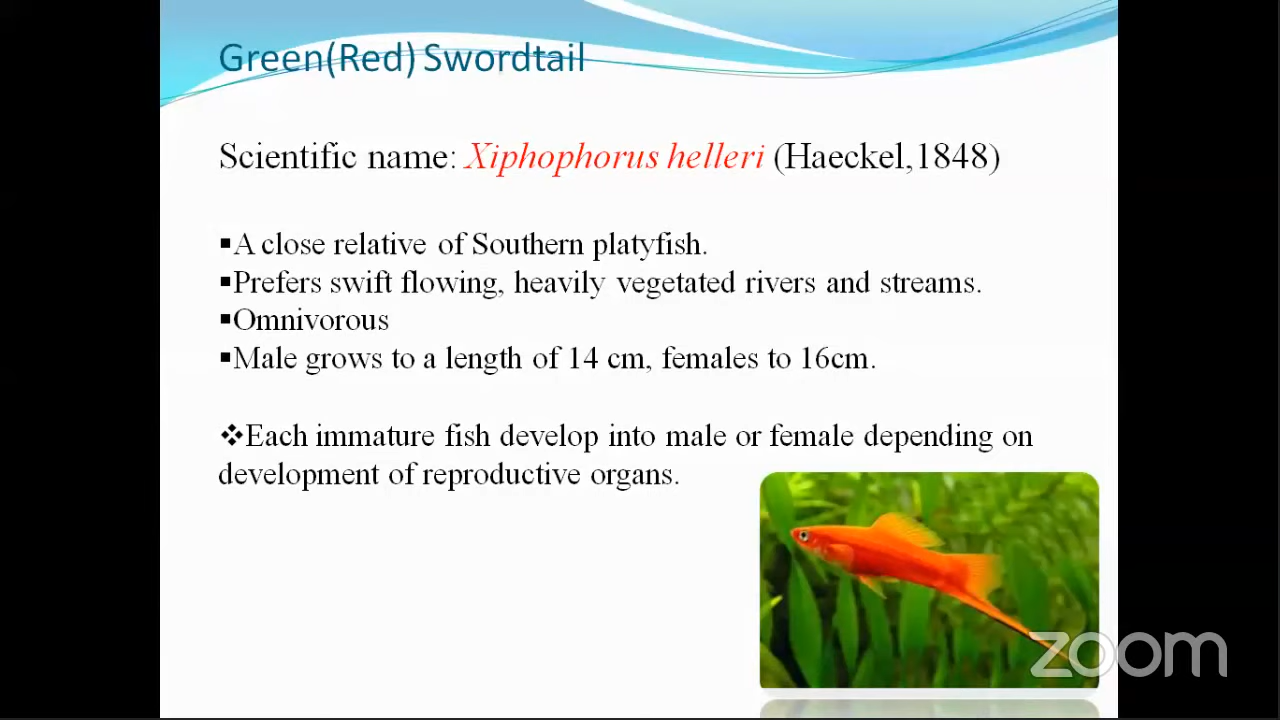 Green(Red) Swordtail
Scientific name: Xiphophorus helleri (Haeckel,1848)
▪A close relative of Southern platyfish.
▪Prefers swift flowing, heavily vegetated rivers and streams.
▪Omnivorous
▪Male grows to a length of 14 cm, females to 16cm.
❖Each immature fish develop into male or female depending on
development of reproductive organs.
zoom